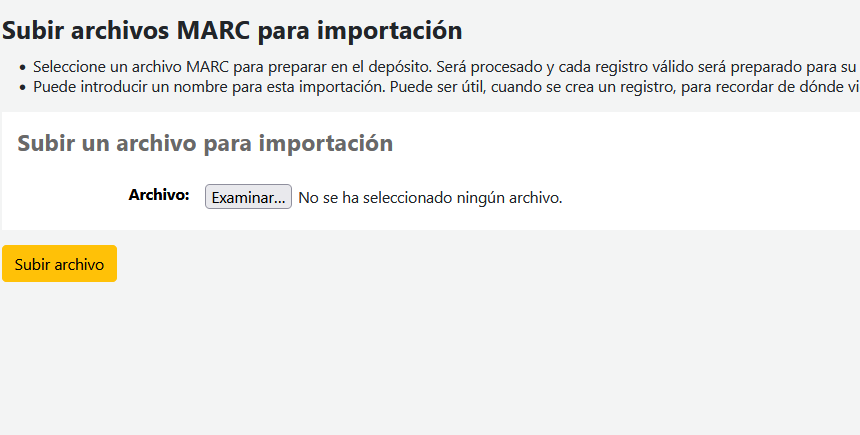 Subir archivos MARC para importación
• Seleccione un archivo MARC para preparar en el depósito. Será procesado y cada registro válido será preparado para su
• Puede introducir un nombre para esta importación. Puede ser útil, cuando se crea un registro, para recordar de dónde vi
Subir un archivo para importación
Archivo: Examinar... No se ha seleccionado ningún archivo.
Subir archivo